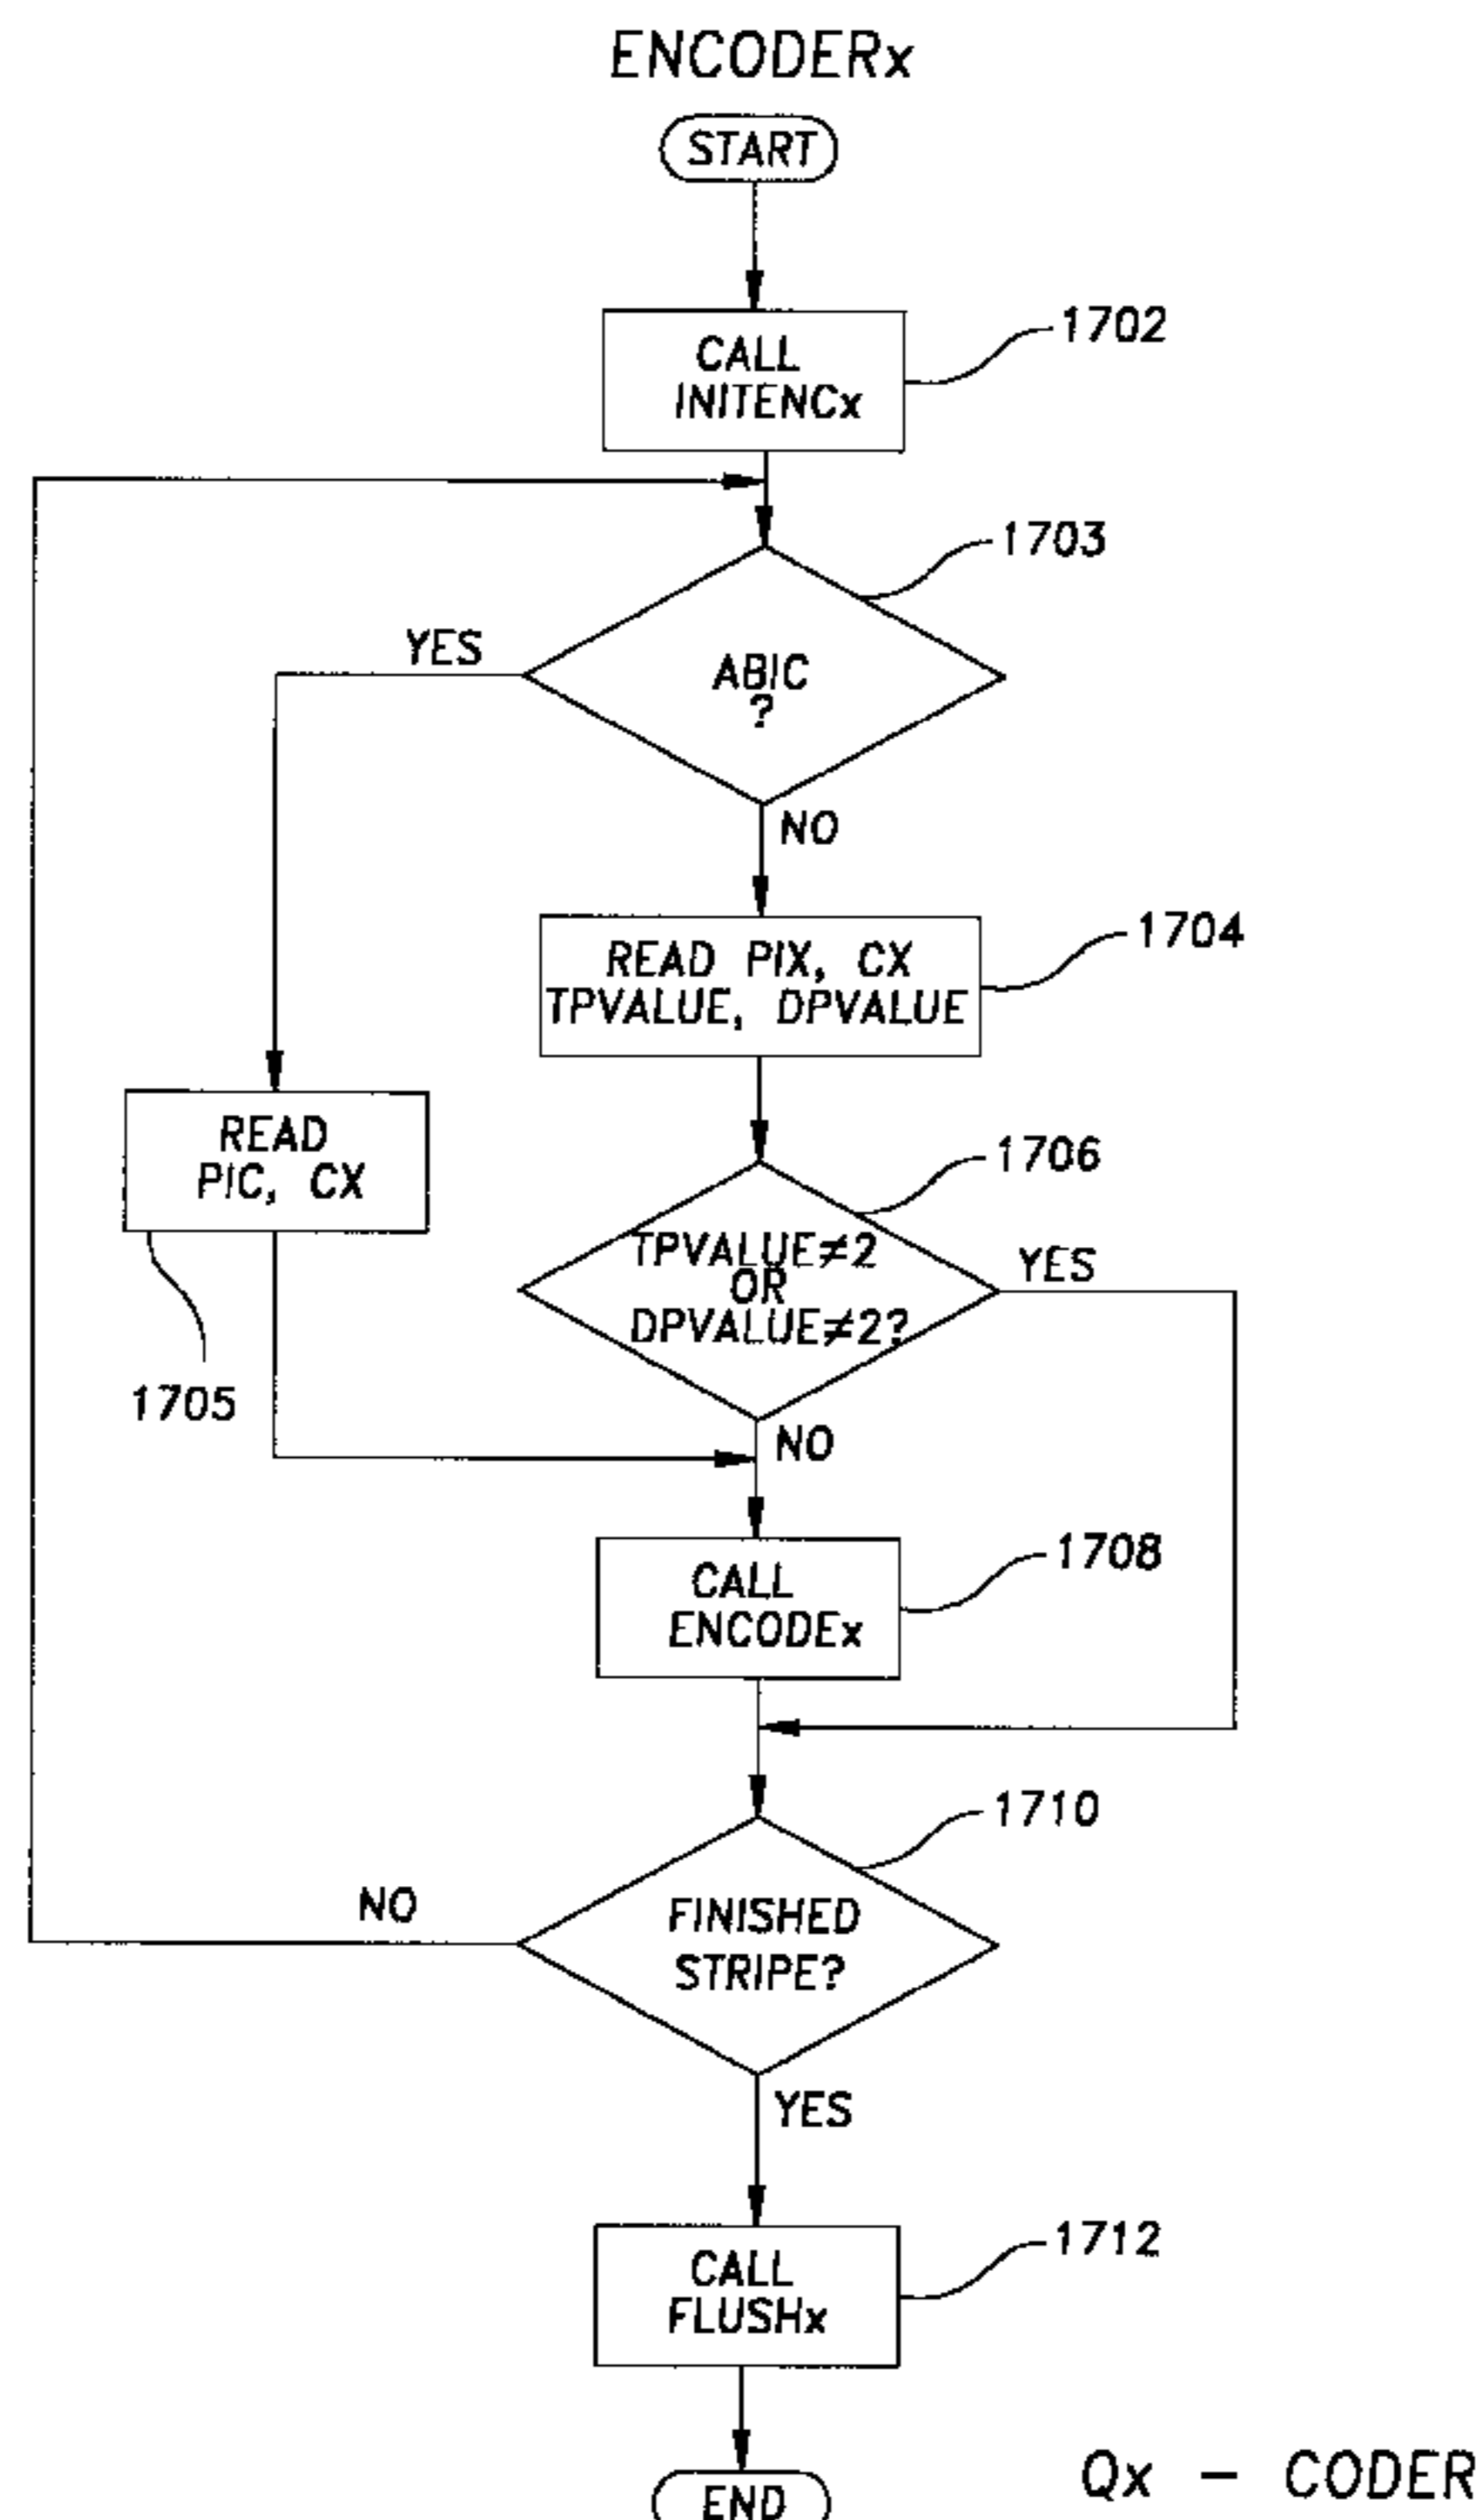 ENCODERx
START
CALL
INITENCx
1702
1703
YES
ABIC
?
NO
READ PIX, CX
TPVALUE, DPVALUE
1704
READ
PIC, CX
1705
1706
TPVALUE≠2
OR
DPVALUE≠2?
YES
NO
CALL
ENCODEx
1708
1710
NO
FINISHED
STRIPE?
YES
CALL
FLUSHx
1712
END
Qx - CODER